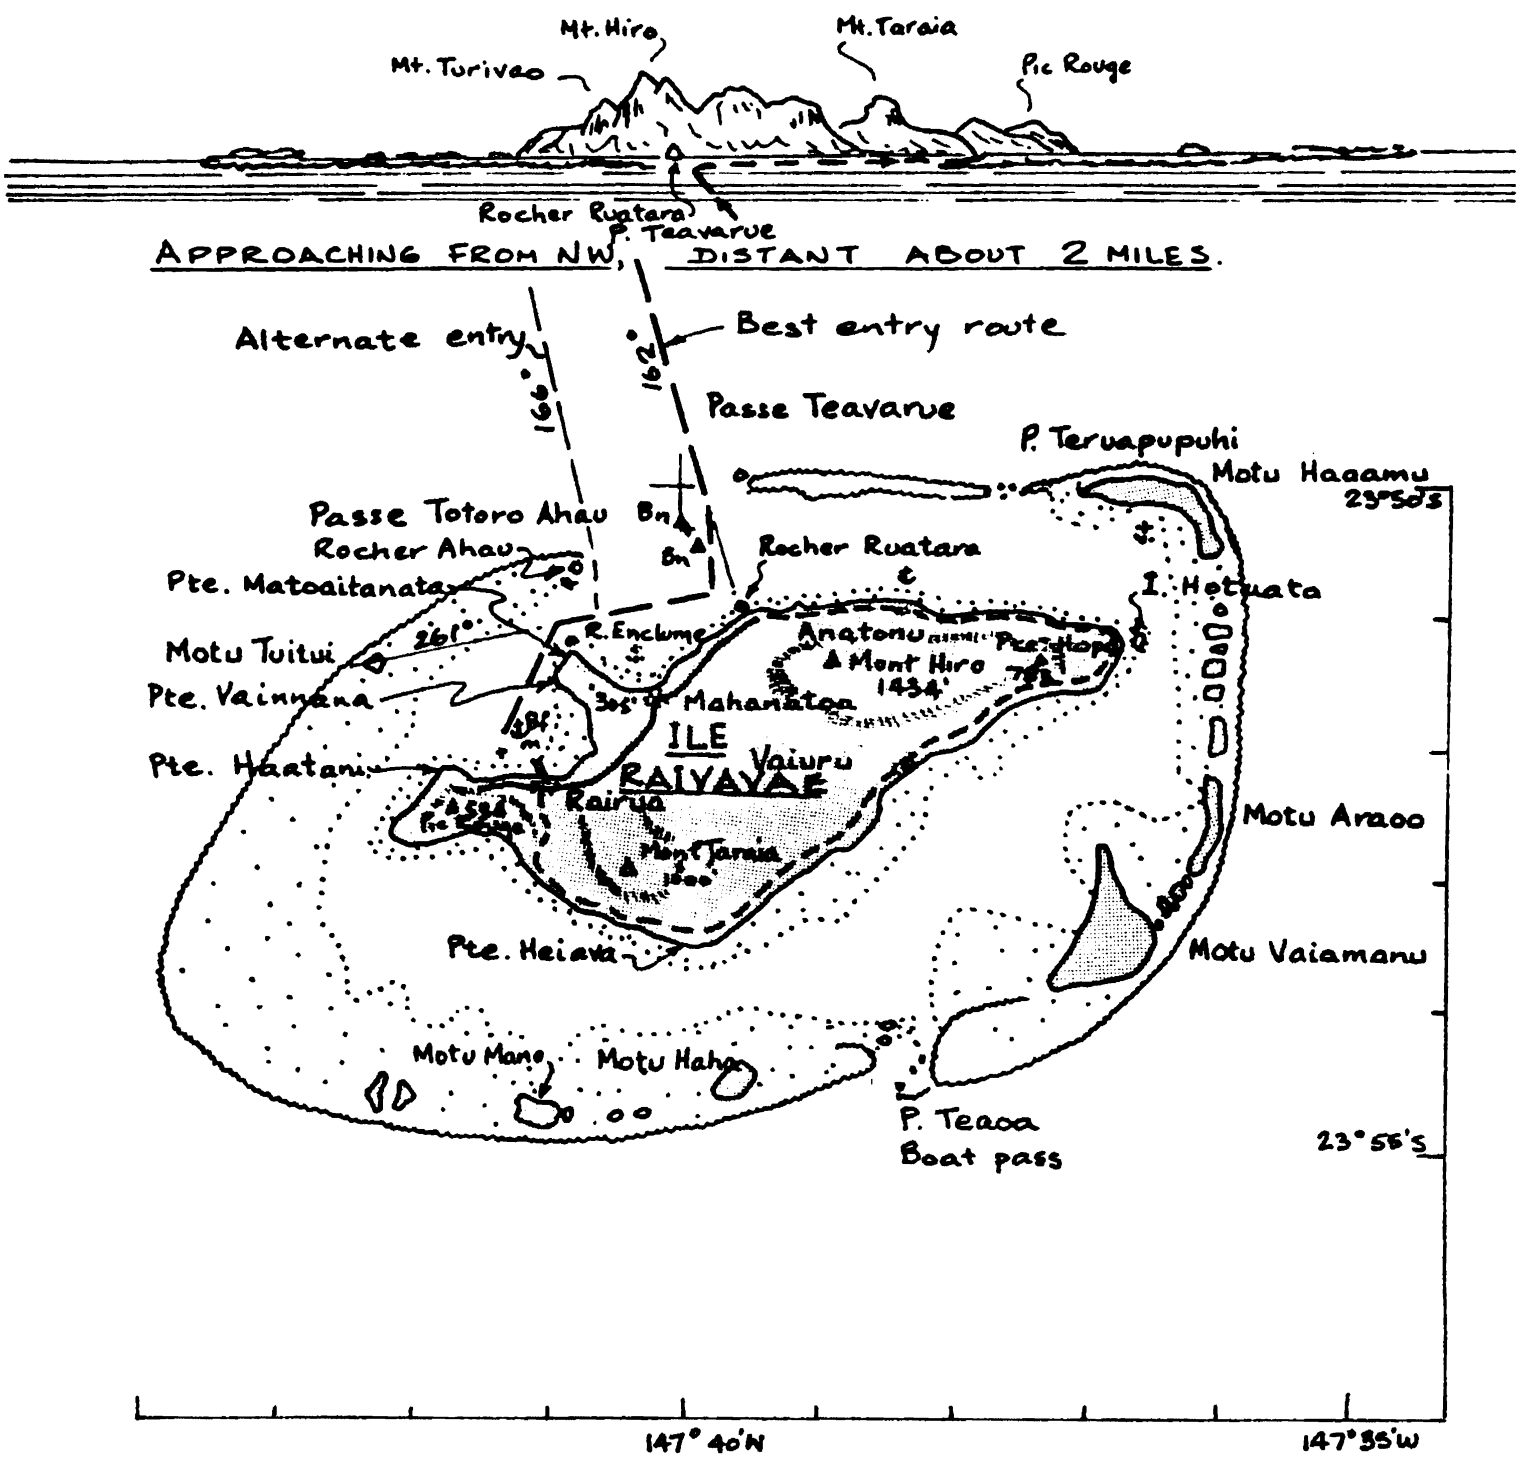 Mt. Hiro
Mt. Taraia
Mt. Turivao
Pic Rouge
Rocher Ruatara
P. Teavarue
APPROACHING FROM NW, DISTANT ABOUT 2 MILES.
Alternate entry
Best entry route
166°
162°
Passe Teavarue
P. Teruapupuhi
Motu Haaamu
23°50'S
Passe Totoro Ahau
Bn
Rocher Ahau
Bn
Rocher Ruatara
Pte. Matoaitanata
I. Hotuata
261°
R. Enclume
Anatonu
Motu Tuitui
Mont Hiro
1434'
Pte. Vainnana
305'
Mahanatoa
ILE
RAIVAVAE
Vaiuru
Pte. Haatani
Rairua
Motu Araoo
Mont Taraia
Pte. Heiava
Motu Vaiamanu
Motu Mano
Motu Haha
P. Teaoa
Boat pass
23°55'S
147°40'W
147°35'W